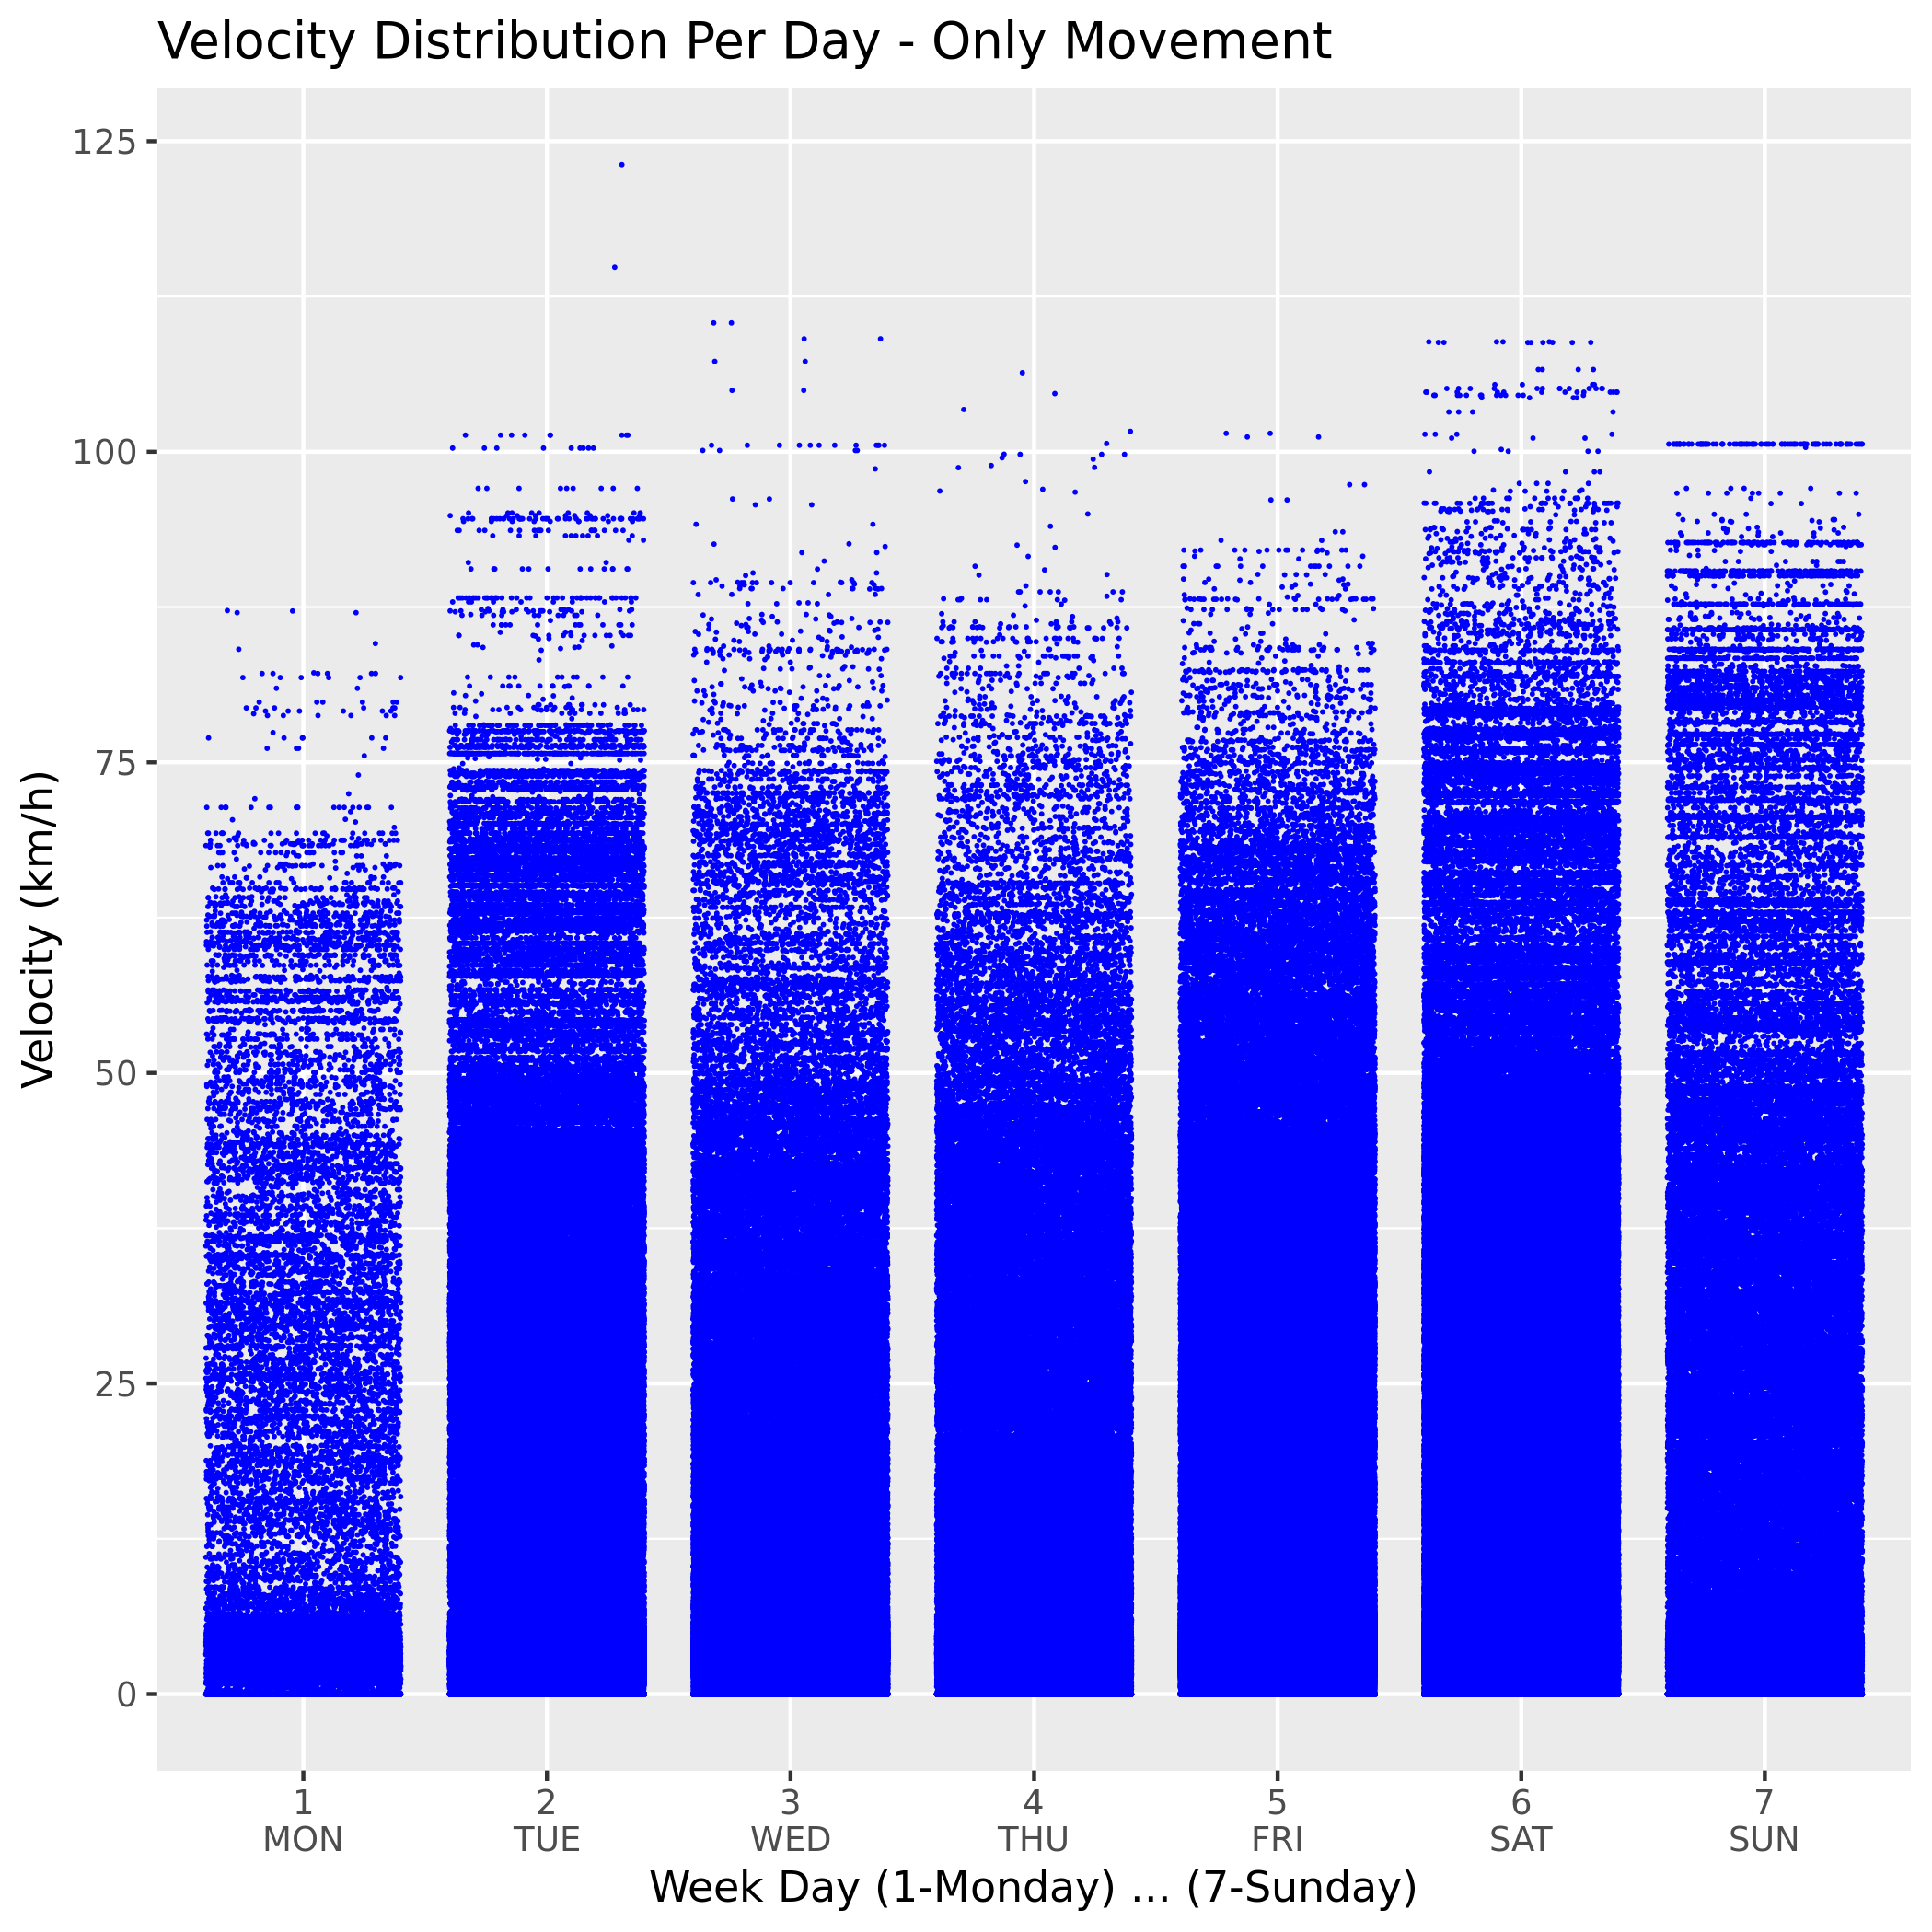 Velocity Distribution Per Day - Only Movement
Velocity (km/h)
125
100
75
50
25
0
1 2 3 4 5 6 7
MON TUE WED THU FRI SAT SUN
Week Day (1-Monday) ... (7-Sunday)